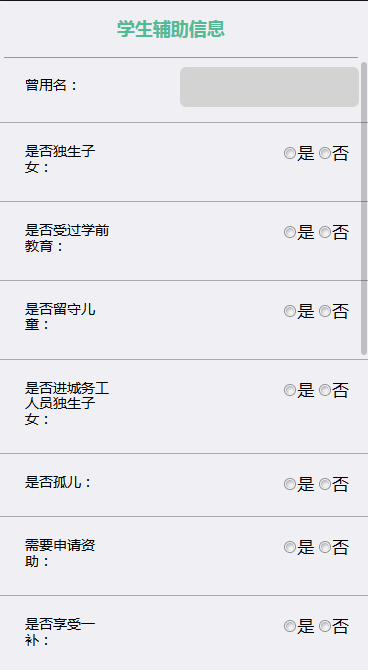 学生辅助信息
曾用名：
是否独生子
女：
是 否
是否受过学前
教育：
是 否
是否留守儿
童：
是 否
是否进城务工
人员独生子
女：
是 否
是否孤儿：
是 否
需要申请资
助：
是 否
是否享受一
补：
是 否